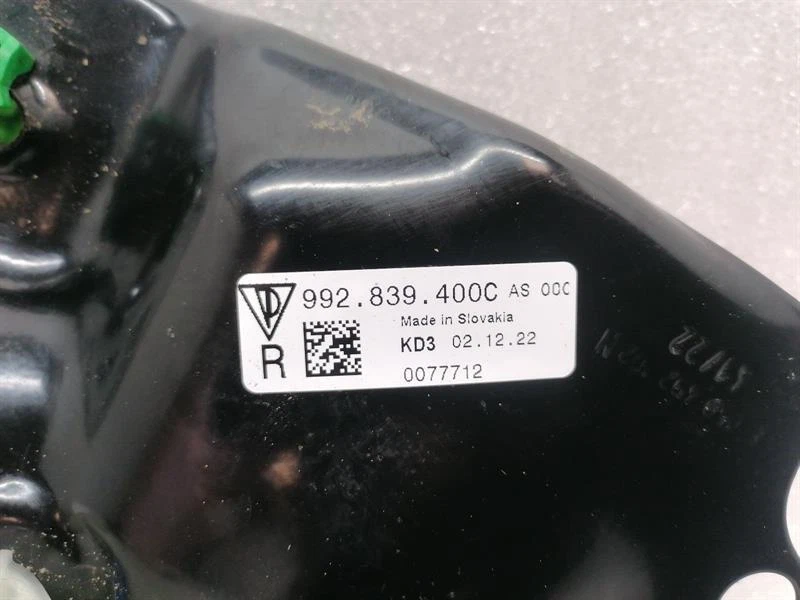 992.839.400C AS 000
Made in Slovakia
R KD3 02.12.22
0077712